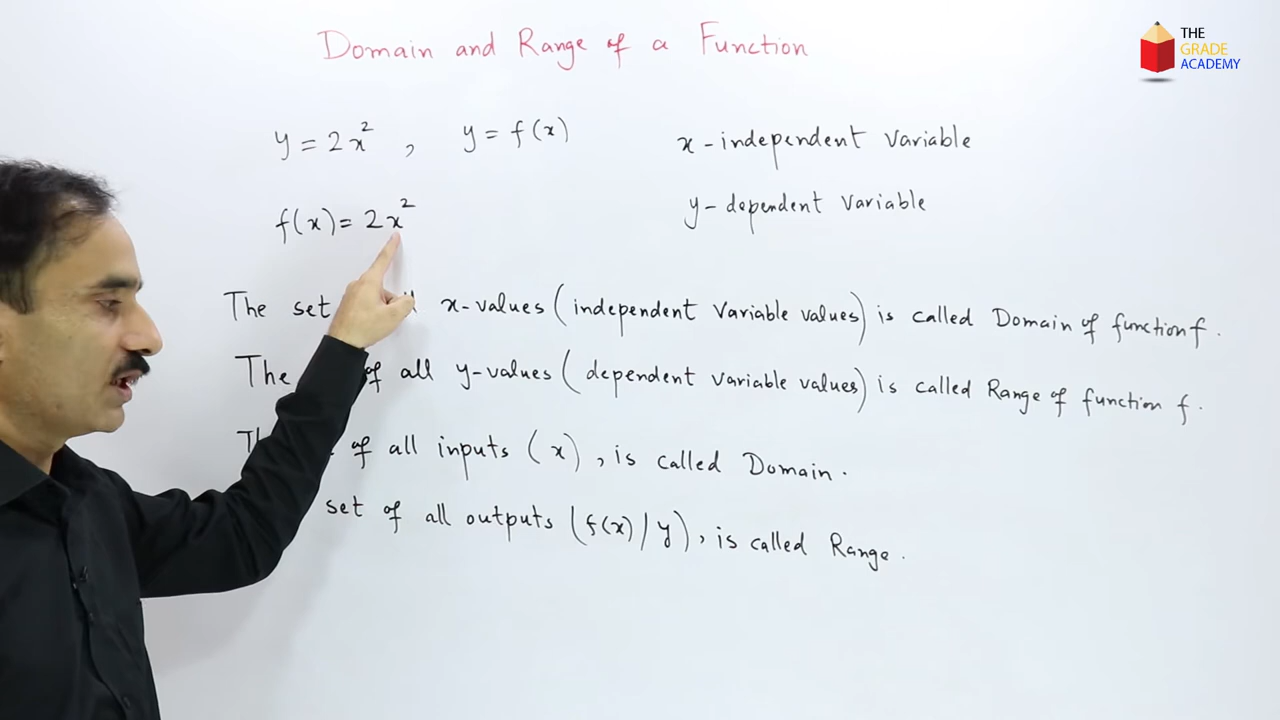 Domain and Range of a Function
THE
GRADE
ACADEMY
y = 2x² , y = f(x) x - independent variable
f(x) = 2x² y - dependent variable
The set x-values (independent variable values) is called Domain of function f.
The of all y-values (dependent variable values) is called Range of function f.
of all inputs (x), is called Domain.
set of all outputs (f(x)/y), is called Range.